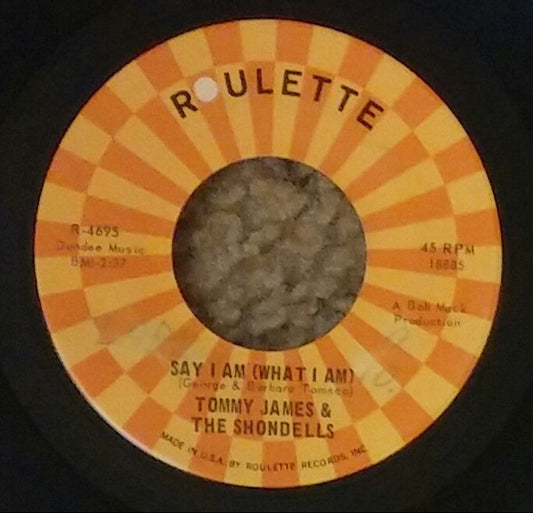 ROULETTE
R-4695
Dundee Music
BMI-2:37
45 RPM
18885
A Bob Mack
Production
SAY I AM (WHAT I AM)
(George & Barbara Tomsco)
TOMMY JAMES &
THE SHONDELLS
MADE IN U.S.A. BY ROULETTE RECORDS, INC.